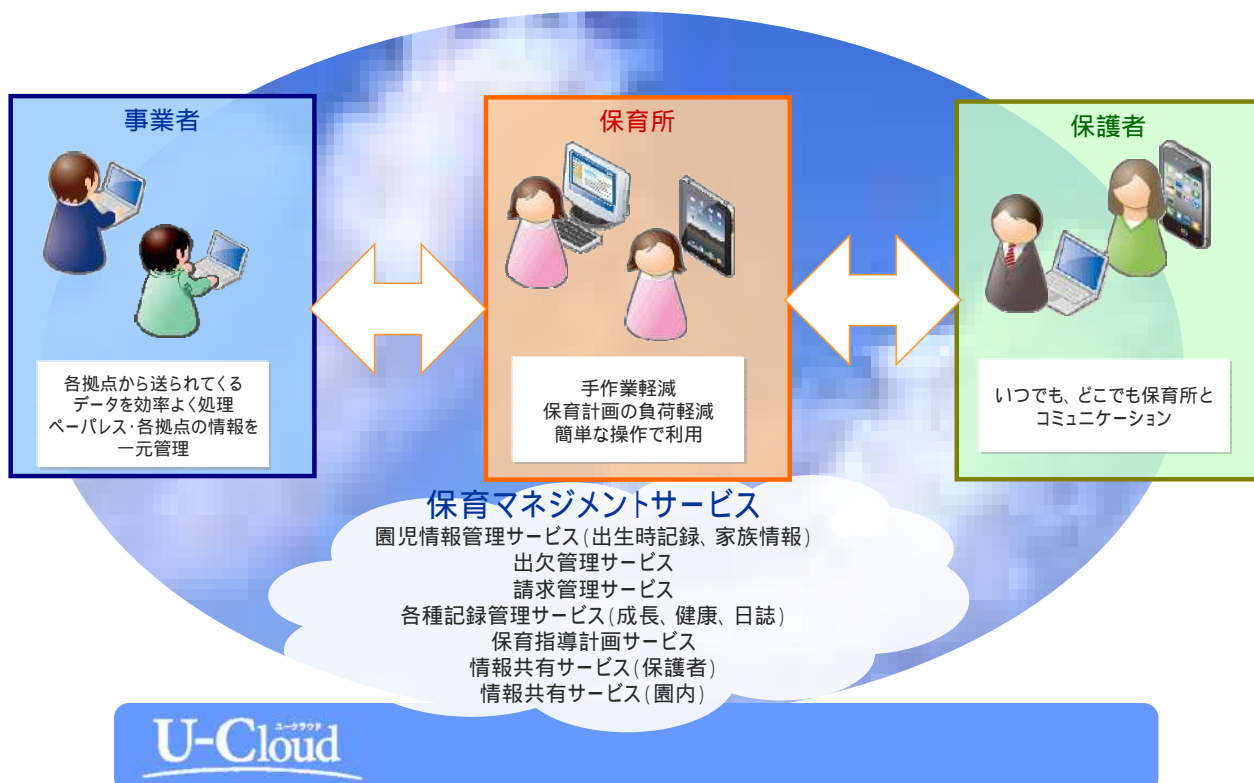 事業者
各拠点から送られてくる
データを効率よく処理
ペーパレス・各拠点の情報を
一元管理
保育所
手作業軽減
保育計画の負荷軽減
簡単な操作で利用
保護者
いつでも、どこでも保育所と
コミュニケーション
保育マネジメントサービス
園児情報管理サービス(出生時記録、家族情報)
出欠管理サービス
請求管理サービス
各種記録管理サービス(成長、健康、日誌)
保育指導計画サービス
情報共有サービス(保護者)
情報共有サービス(園内)
ユークラウド
U-Cloud